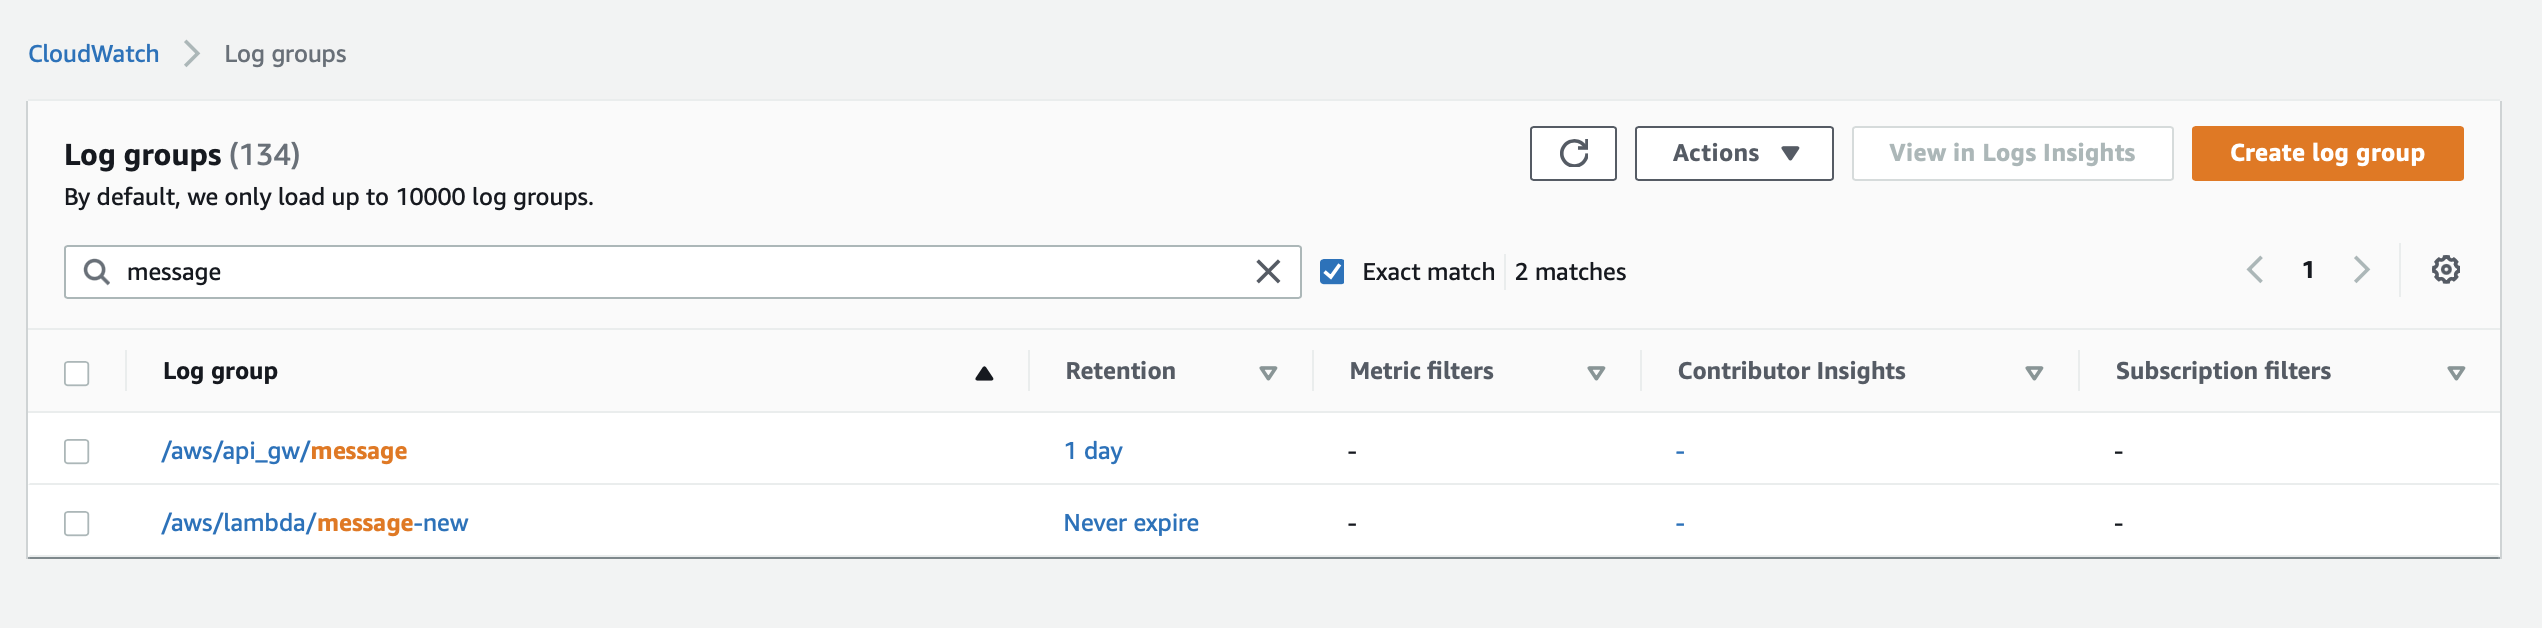 CloudWatch Log groups
Log groups (134)
By default, we only load up to 10000 log groups.
Actions View in Logs Insights Create log group
message Exact match 2 matches 1
Log group Retention Metric filters Contributor Insights Subscription filters
/aws/api_gw/message 1 day - - -
/aws/lambda/message-new Never expire - - -